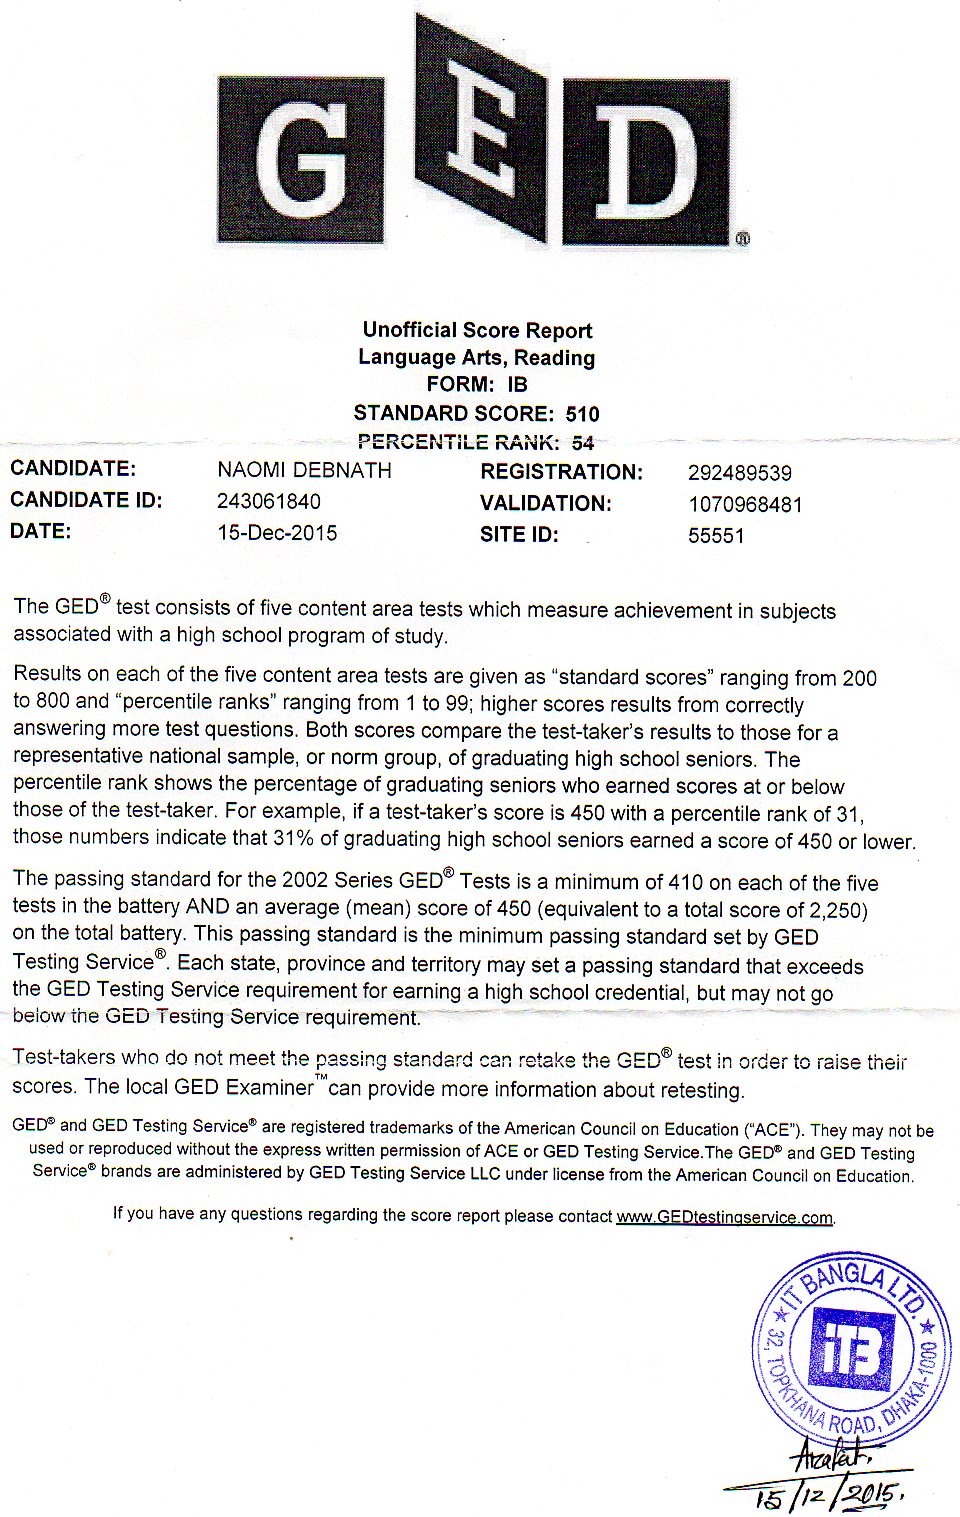 GED®
Unofficial Score Report
Language Arts, Reading
FORM: IB
STANDARD SCORE: 510
PERCENTILE RANK: 54
CANDIDATE: NAOMI DEBNATH REGISTRATION: 292489539
CANDIDATE ID: 243061840 VALIDATION: 1070968481
DATE: 15-Dec-2015 SITE ID: 55551
The GED® test consists of five content area tests which measure achievement in subjects
associated with a high school program of study.
Results on each of the five content area tests are given as “standard scores” ranging from 200
to 800 and “percentile ranks” ranging from 1 to 99; higher scores results from correctly
answering more test questions. Both scores compare the test-taker’s results to those for a
representative national sample, or norm group, of graduating high school seniors. The
percentile rank shows the percentage of graduating seniors who earned scores at or below
those of the test-taker. For example, if a test-taker’s score is 450 with a percentile rank of 31,
those numbers indicate that 31% of graduating high school seniors earned a score of 450 or lower.
The passing standard for the 2002 Series GED® Tests is a minimum of 410 on each of the five
tests in the battery AND an average (mean) score of 450 (equivalent to a total score of 2,250)
on the total battery. This passing standard is the minimum passing standard set by GED
Testing Service®. Each state, province and territory may set a passing standard that exceeds
the GED Testing Service requirement for earning a high school credential, but may not go
below the GED Testing Service requirement.
Test-takers who do not meet the passing standard can retake the GED® test in order to raise their
scores. The local GED Examiner™ can provide more information about retesting.
GED® and GED Testing Service® are registered trademarks of the American Council on Education (“ACE”). They may not be
used or reproduced without the express written permission of ACE or GED Testing Service.The GED® and GED Testing
Service® brands are administered by GED Testing Service LLC under license from the American Council on Education.
If you have any questions regarding the score report please contact www.GEDtestingservice.com.
★ IT BANGLA LTD. ★
iTB
32, TOPKHANA ROAD, DHAKA-1000
Arafat.
15/12/2015.